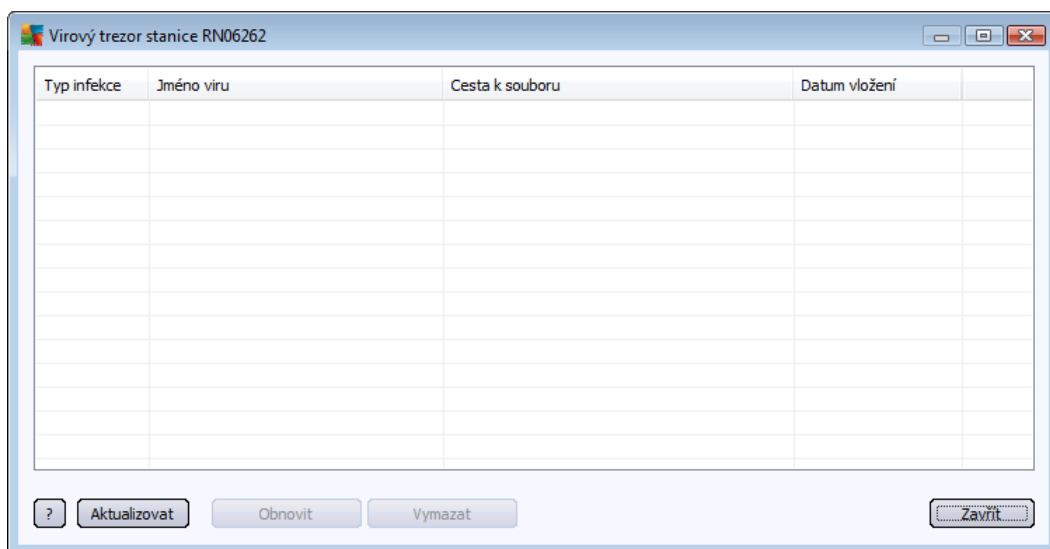 Virový trezor stanice RN06262
Typ infekce Jméno viru Cesta k souboru Datum vložení
? Aktualizovat Obnovit Vymazat Zavřít